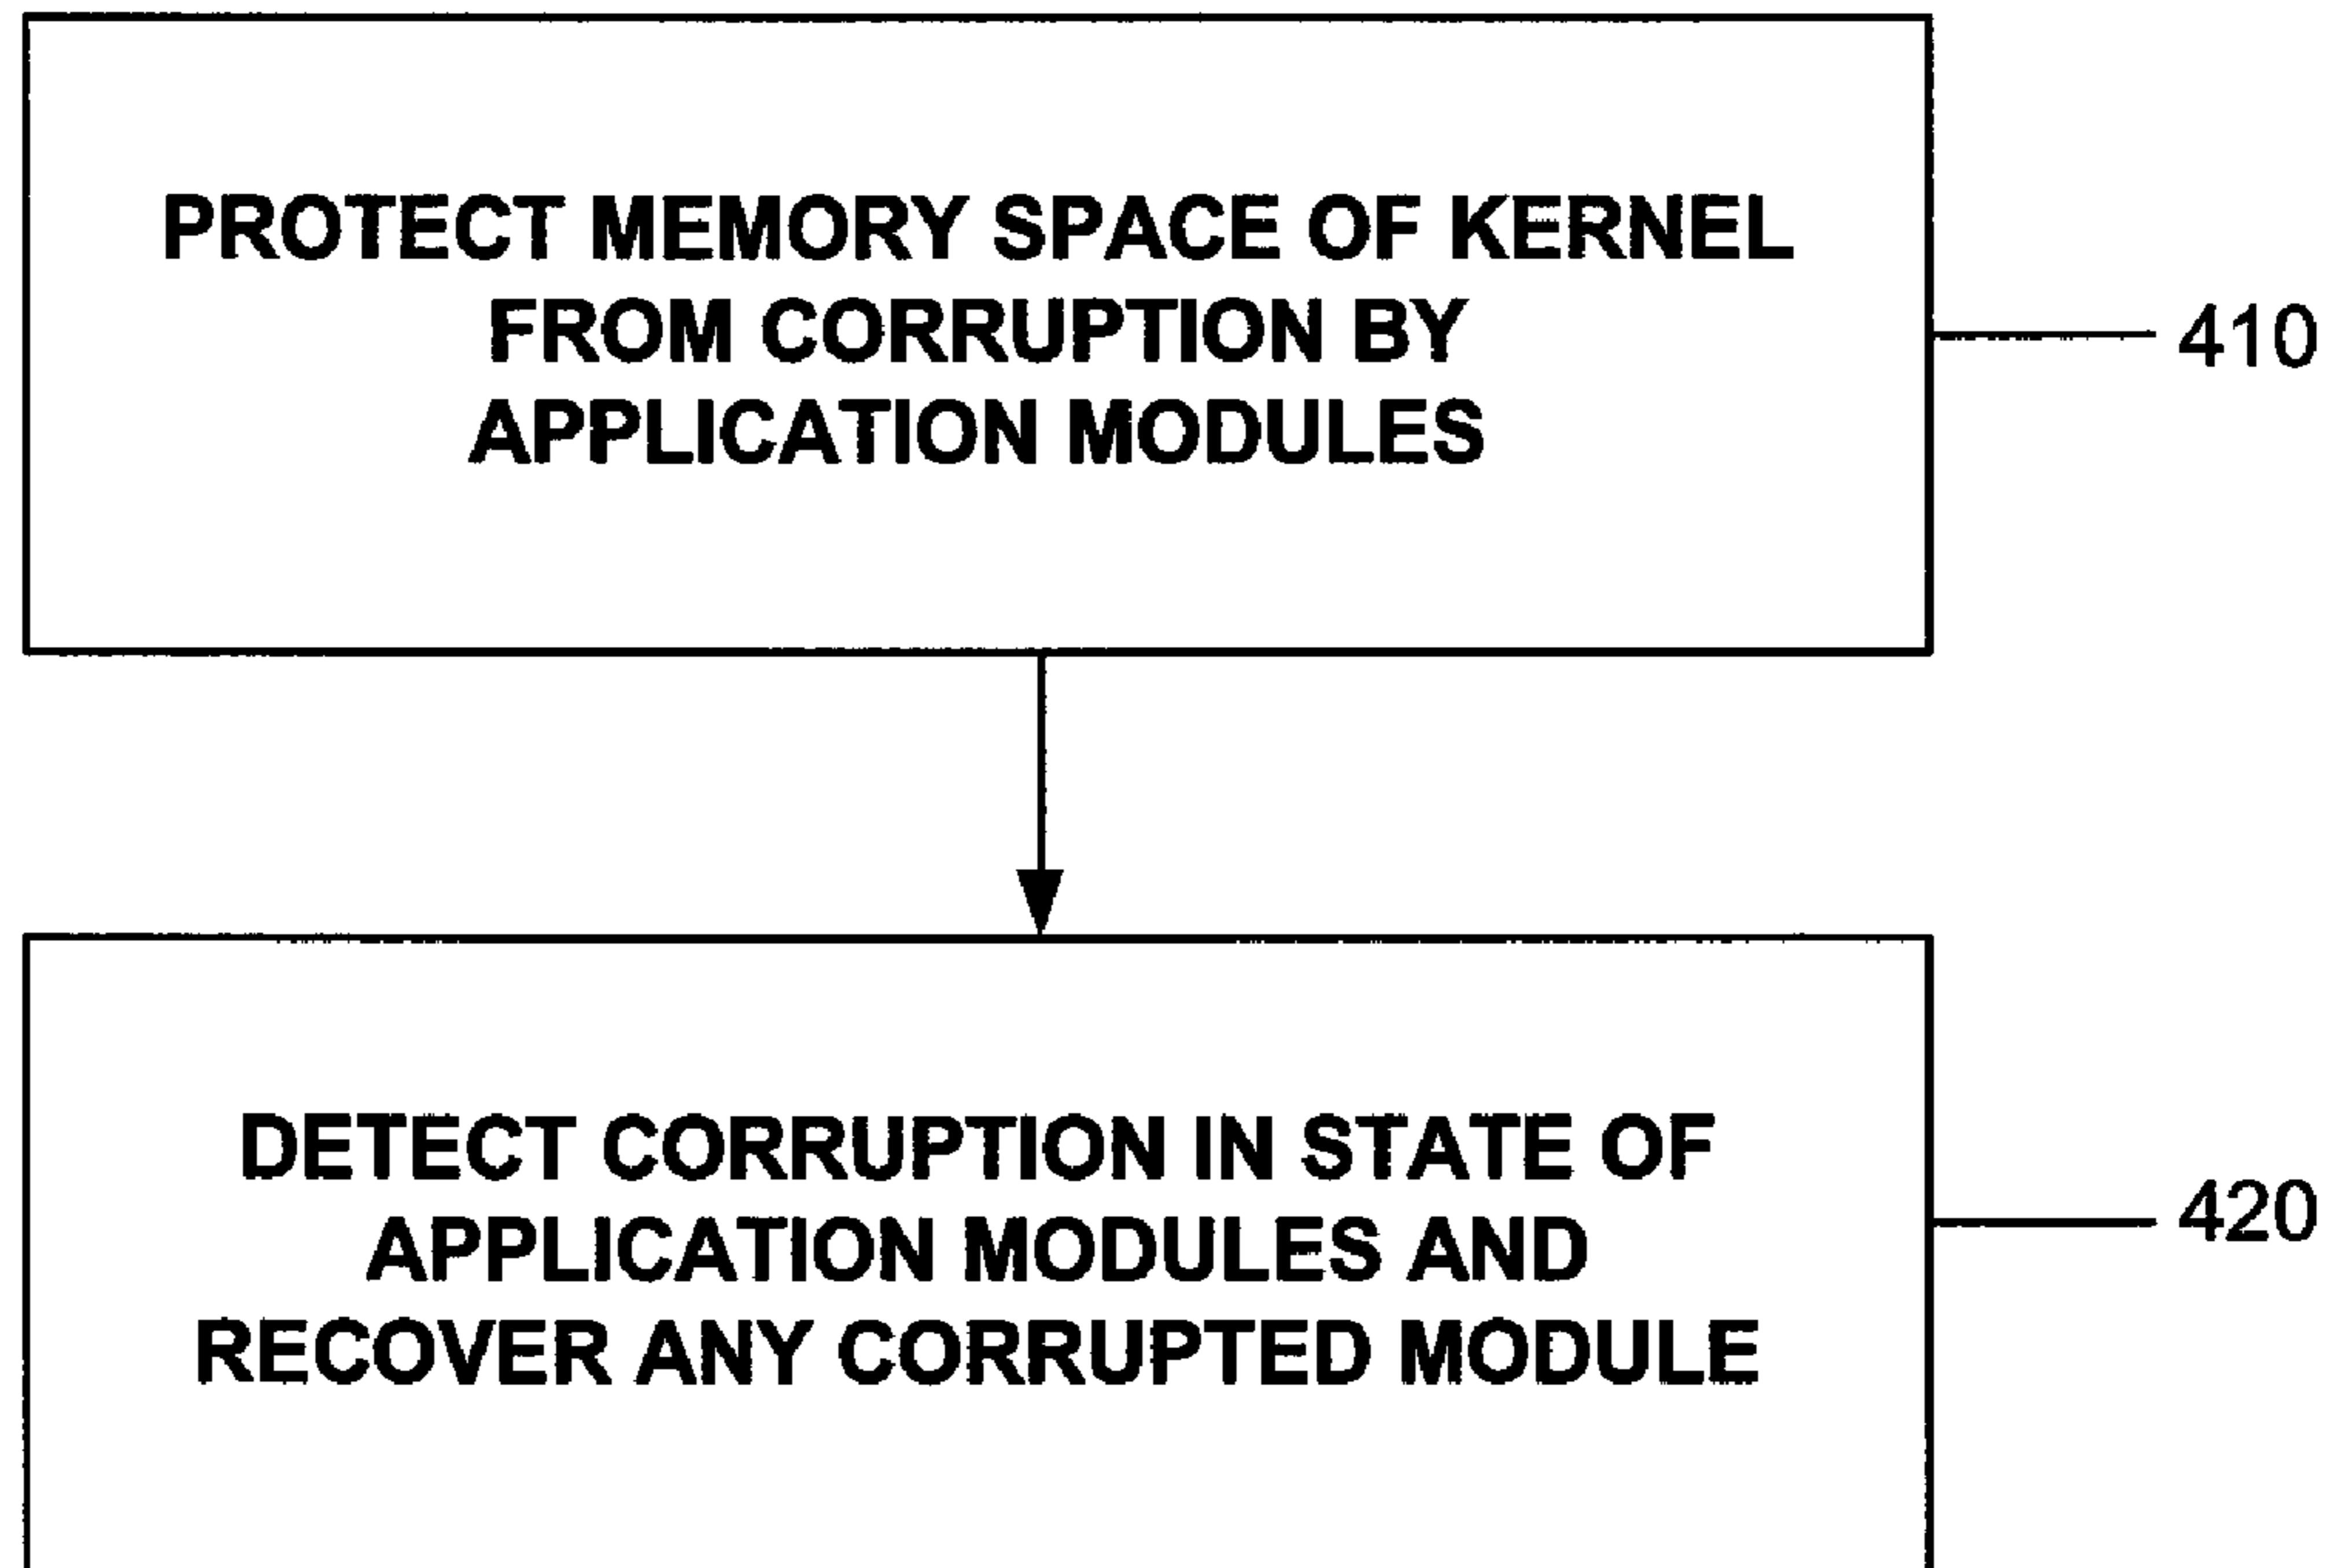 PROTECT MEMORY SPACE OF KERNEL
FROM CORRUPTION BY
APPLICATION MODULES
410
DETECT CORRUPTION IN STATE OF
APPLICATION MODULES AND
RECOVER ANY CORRUPTED MODULE
420